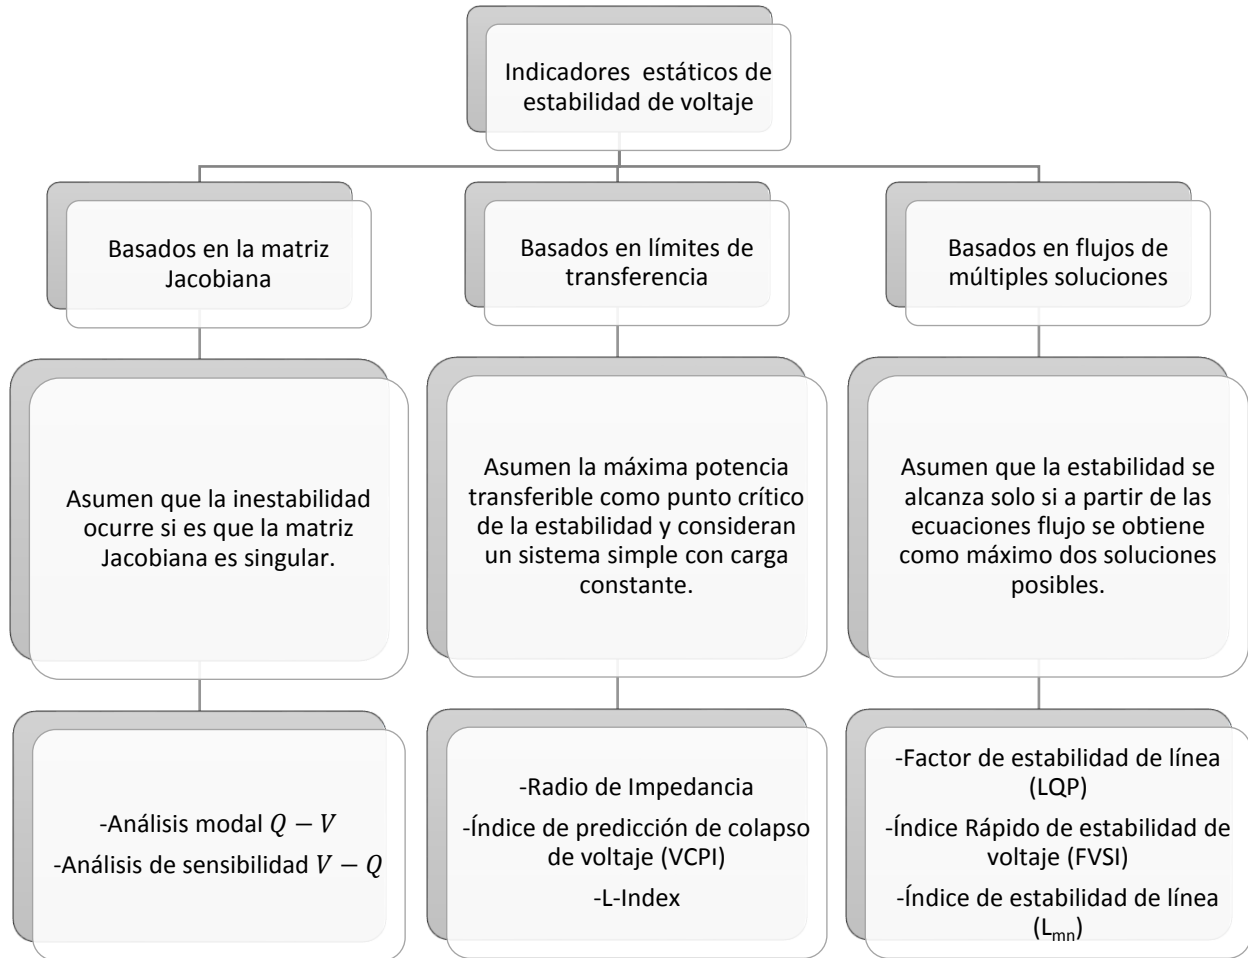 Indicadores estáticos de
estabilidad de voltaje
Basados en la matriz
Jacobiana
Basados en límites de
transferencia
Basados en flujos de
múltiples soluciones
Asumen que la inestabilidad
ocurre si es que la matriz
Jacobiana es singular.
Asumen la máxima potencia
transferible como punto crítico
de la estabilidad y consideran
un sistema simple con carga
constante.
Asumen que la estabilidad se
alcanza solo si a partir de las
ecuaciones flujo se obtiene
como máximo dos soluciones
posibles.
-Análisis modal Q − V
-Análisis de sensibilidad V − Q
-Radio de Impedancia
-Índice de predicción de colapso
de voltaje (VCPI)
-L-Index
-Factor de estabilidad de línea
(LQP)
-Índice Rápido de estabilidad de
voltaje (FVSI)
-Índice de estabilidad de línea
(Lmn)